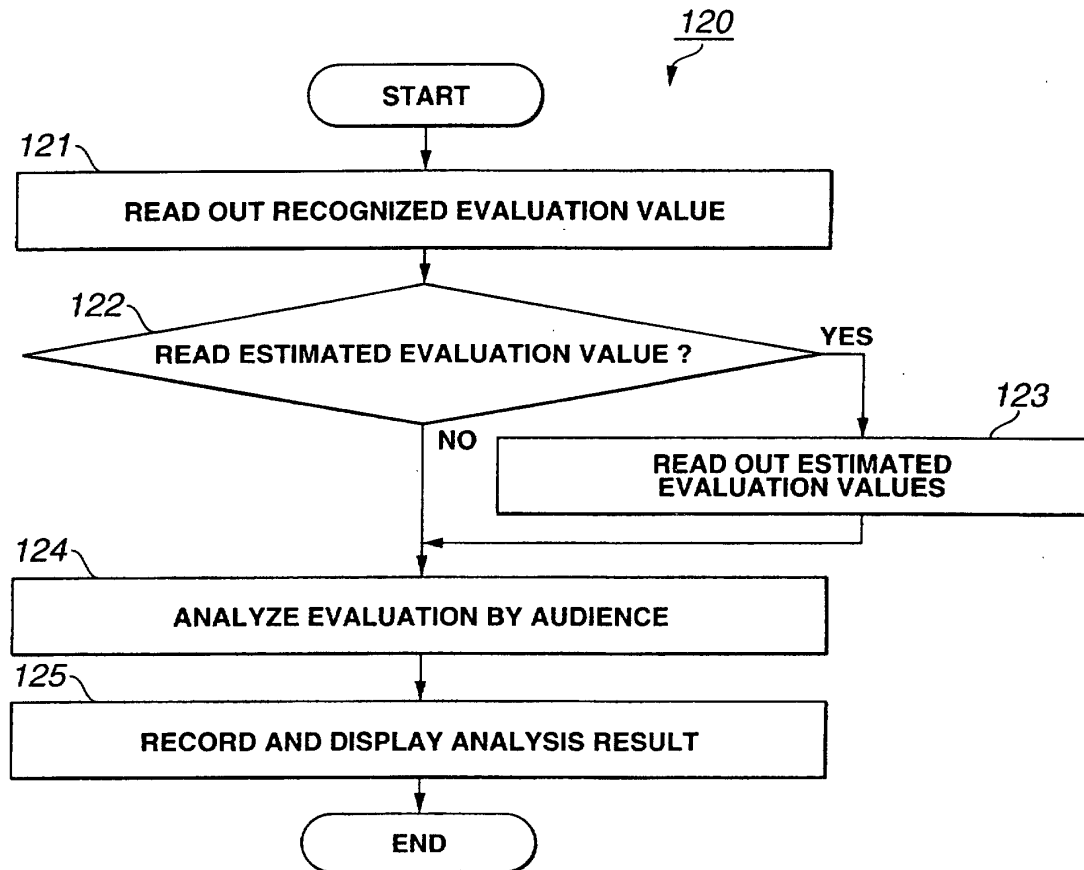 120
START
121
READ OUT RECOGNIZED EVALUATION VALUE
122
READ ESTIMATED EVALUATION VALUE ?
YES
NO
123
READ OUT ESTIMATED
EVALUATION VALUES
124
ANALYZE EVALUATION BY AUDIENCE
125
RECORD AND DISPLAY ANALYSIS RESULT
END